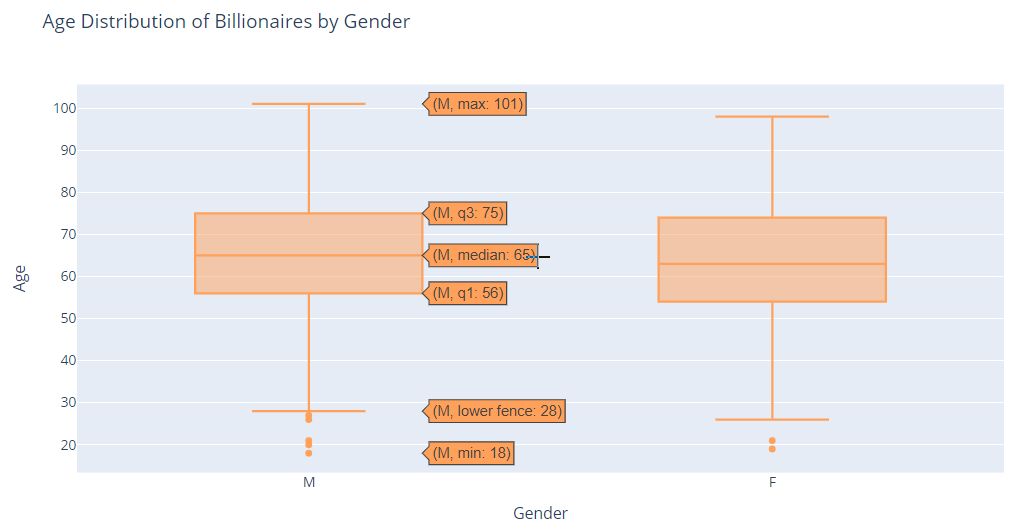 Age Distribution of Billionaires by Gender
100
90
80
70
60
50
40
30
20
Age
(M, max: 101)
(M, q3: 75)
(M, median: 65)
(M, q1: 56)
(M, lower fence: 28)
(M, min: 18)
M
F
Gender